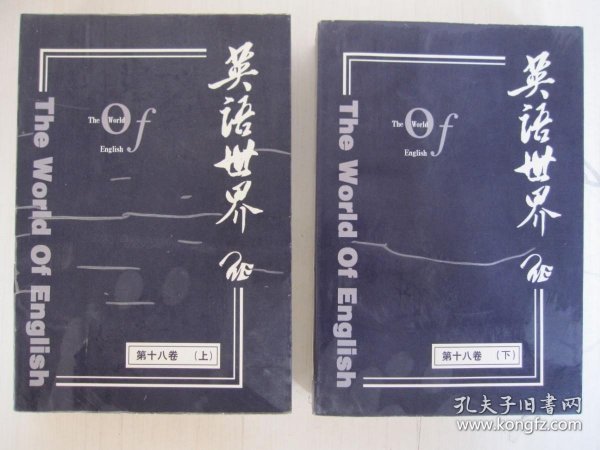 英语世界
The World Of English
The World
Of
English
第十八卷 (上)
英语世界
The World Of English
The World
Of
English
第十八卷 (下)
孔夫子旧书网
www.kongfz.com